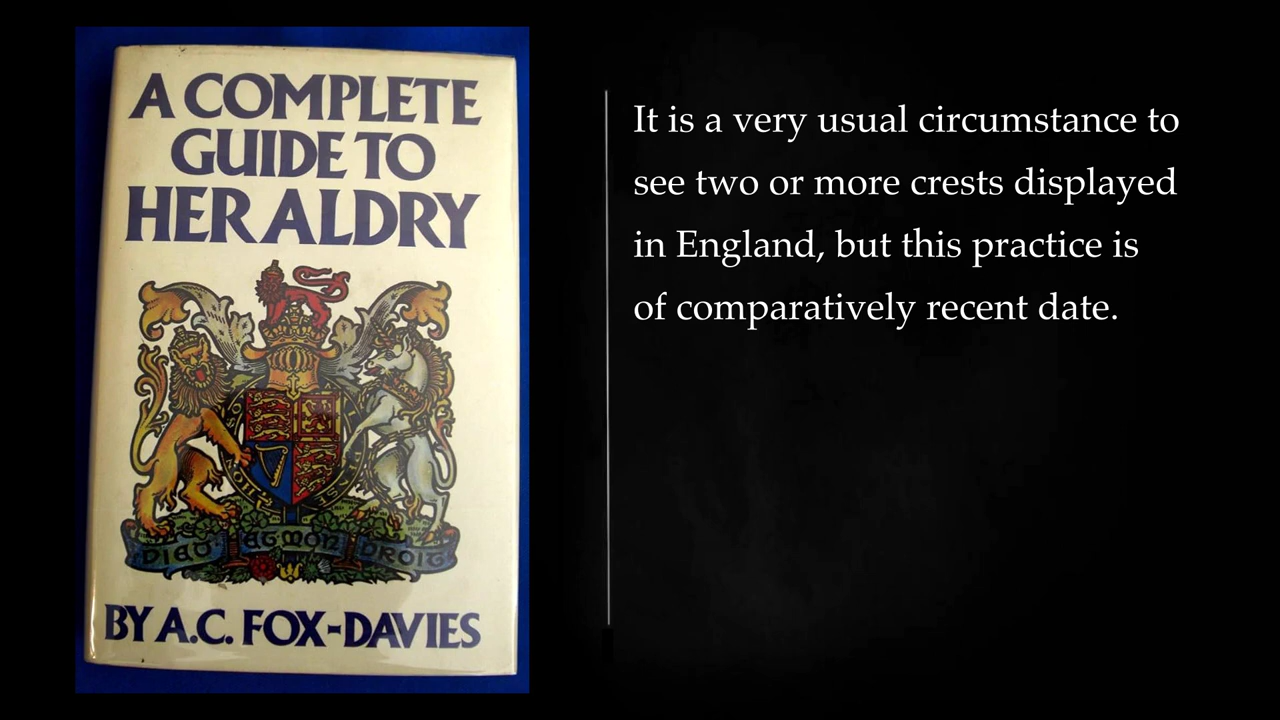 A COMPLETE
GUIDE TO
HERALDRY
DIEU ET MON DROIT
BY A.C. FOX-DAVIES
It is a very usual circumstance to
see two or more crests displayed
in England, but this practice is
of comparatively recent date.